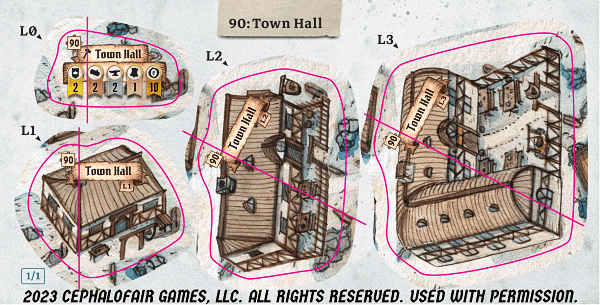 90: Town Hall
L0
90
Town Hall
2 2 2 1 10
L1
90
Town Hall
L1
L2
90
Town Hall
L2
L3
90
Town Hall
L3
1/1
2023 CEPHALOFAIR GAMES, LLC. ALL RIGHTS RESERVED. USED WITH PERMISSION.